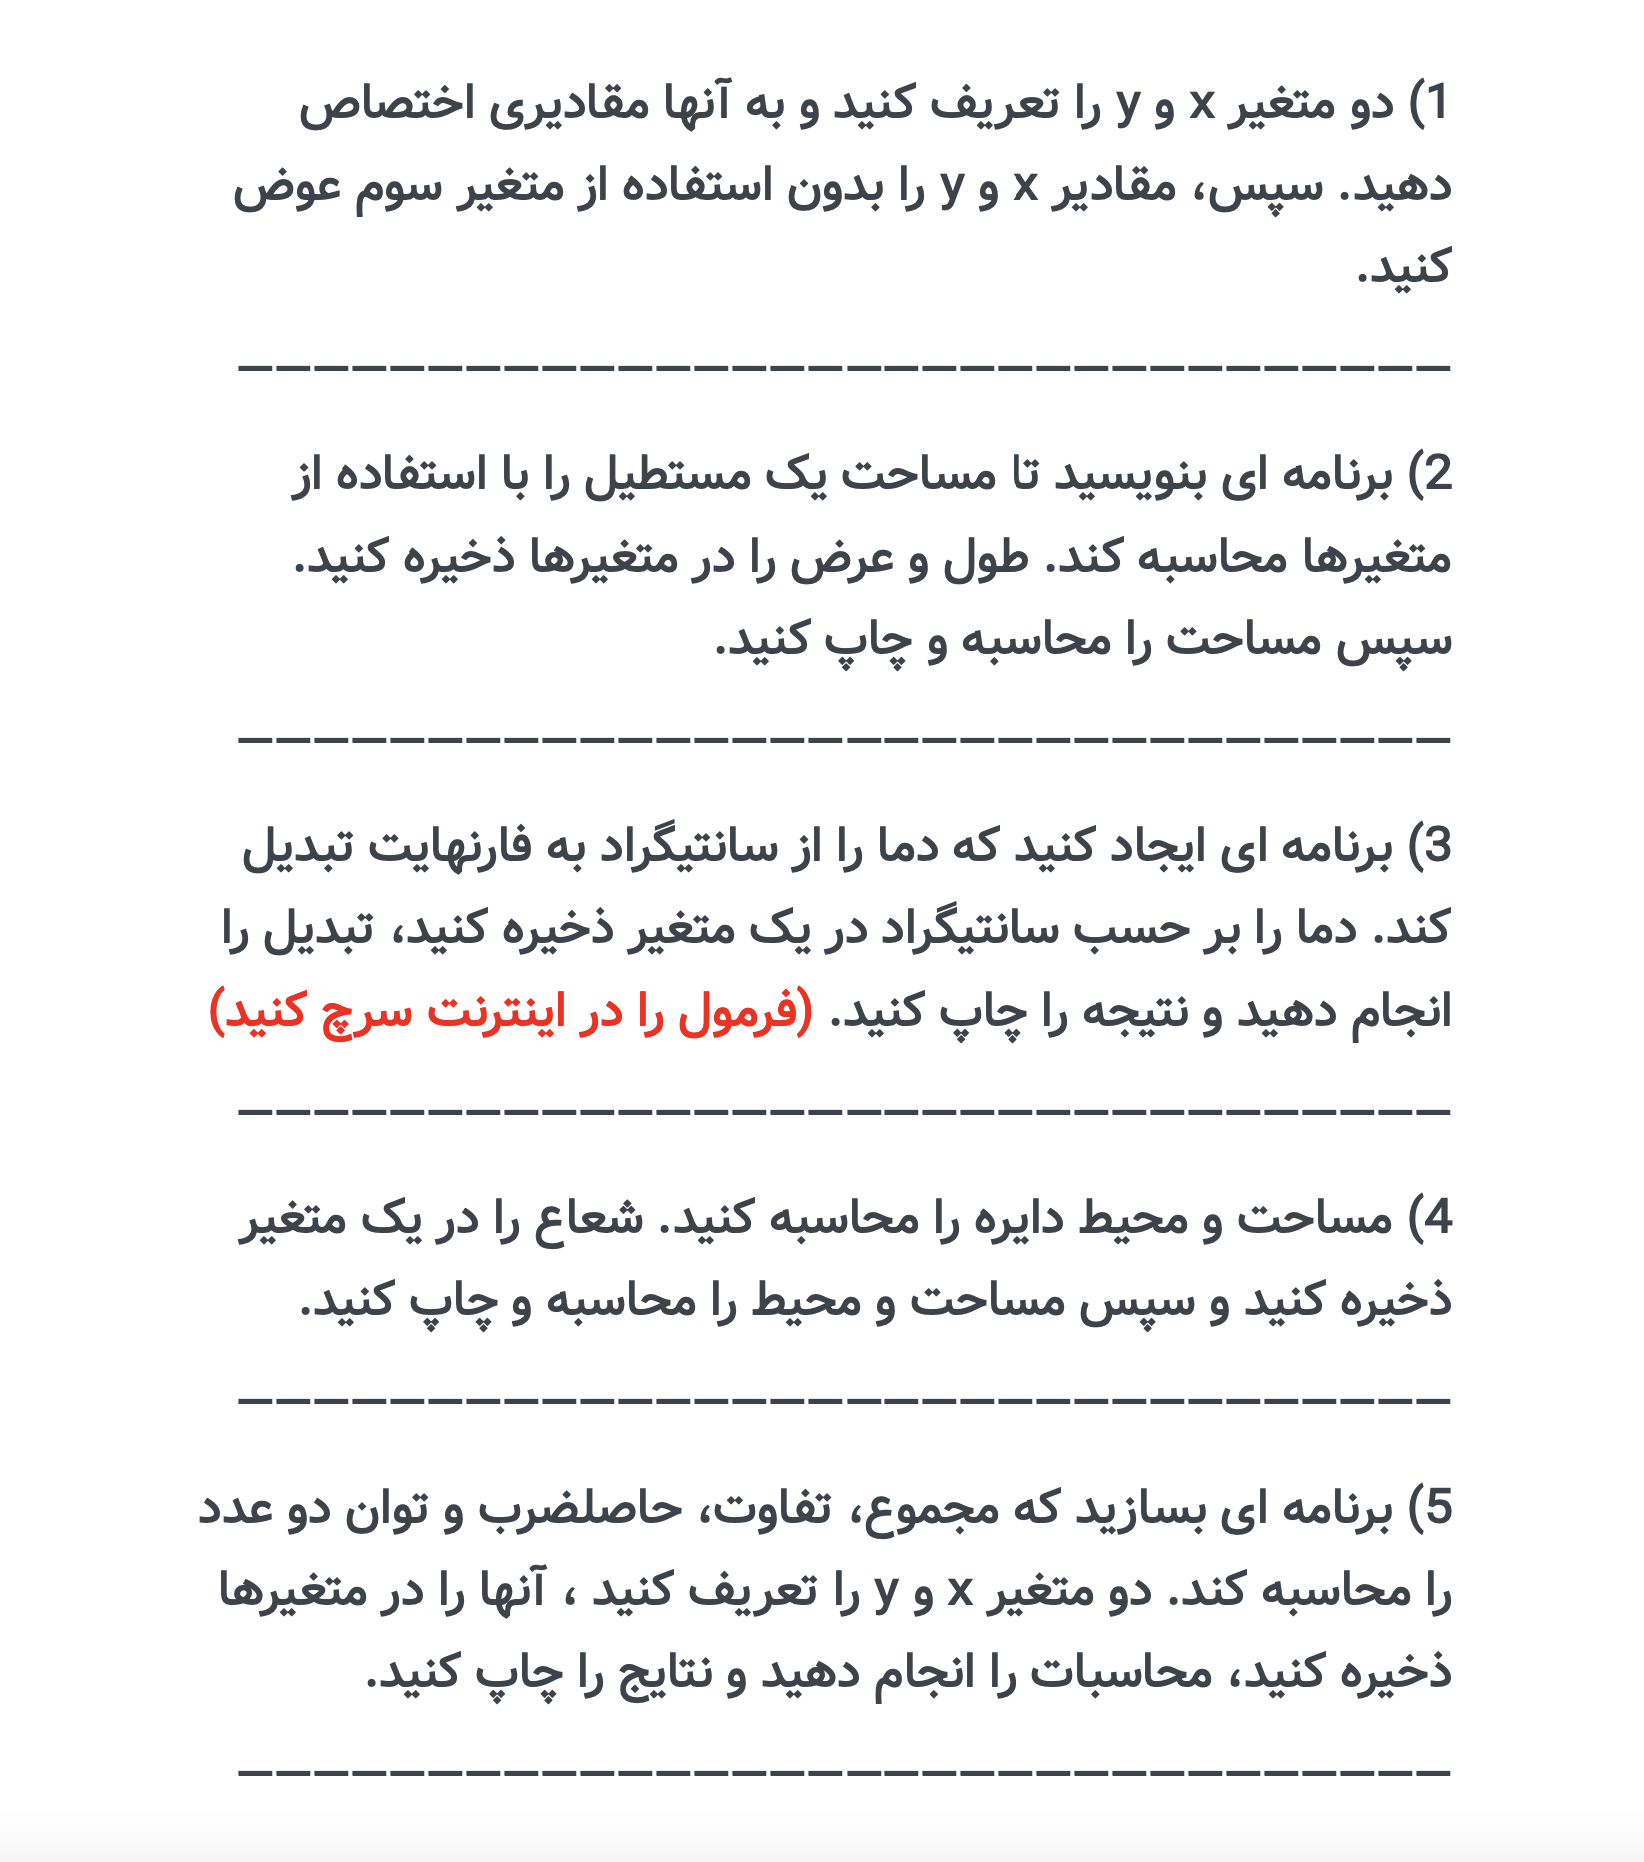 1) دو متغیر x و y را تعریف کنید و به آنها مقادیری اختصاص
دهید. سپس، مقادیر x و y را بدون استفاده از متغیر سوم عوض
کنید.
________________________________
2) برنامه ای بنویسید تا مساحت یک مستطیل را با استفاده از
متغیرها محاسبه کند. طول و عرض را در متغیرها ذخیره کنید.
سپس مساحت را محاسبه و چاپ کنید.
________________________________
3) برنامه ای ایجاد کنید که دما را از سانتیگراد به فارنهایت تبدیل
کند. دما را بر حسب سانتیگراد در یک متغیر ذخیره کنید، تبدیل را
انجام دهید و نتیجه را چاپ کنید. (فرمول را در اینترنت سرچ کنید)
________________________________
4) مساحت و محیط دایره را محاسبه کنید. شعاع را در یک متغیر
ذخیره کنید و سپس مساحت و محیط را محاسبه و چاپ کنید.
________________________________
5) برنامه ای بسازید که مجموع، تفاوت، حاصلضرب و توان دو عدد
را محاسبه کند. دو متغیر x و y را تعریف کنید ، آنها را در متغیرها
ذخیره کنید، محاسبات را انجام دهید و نتایج را چاپ کنید.
________________________________